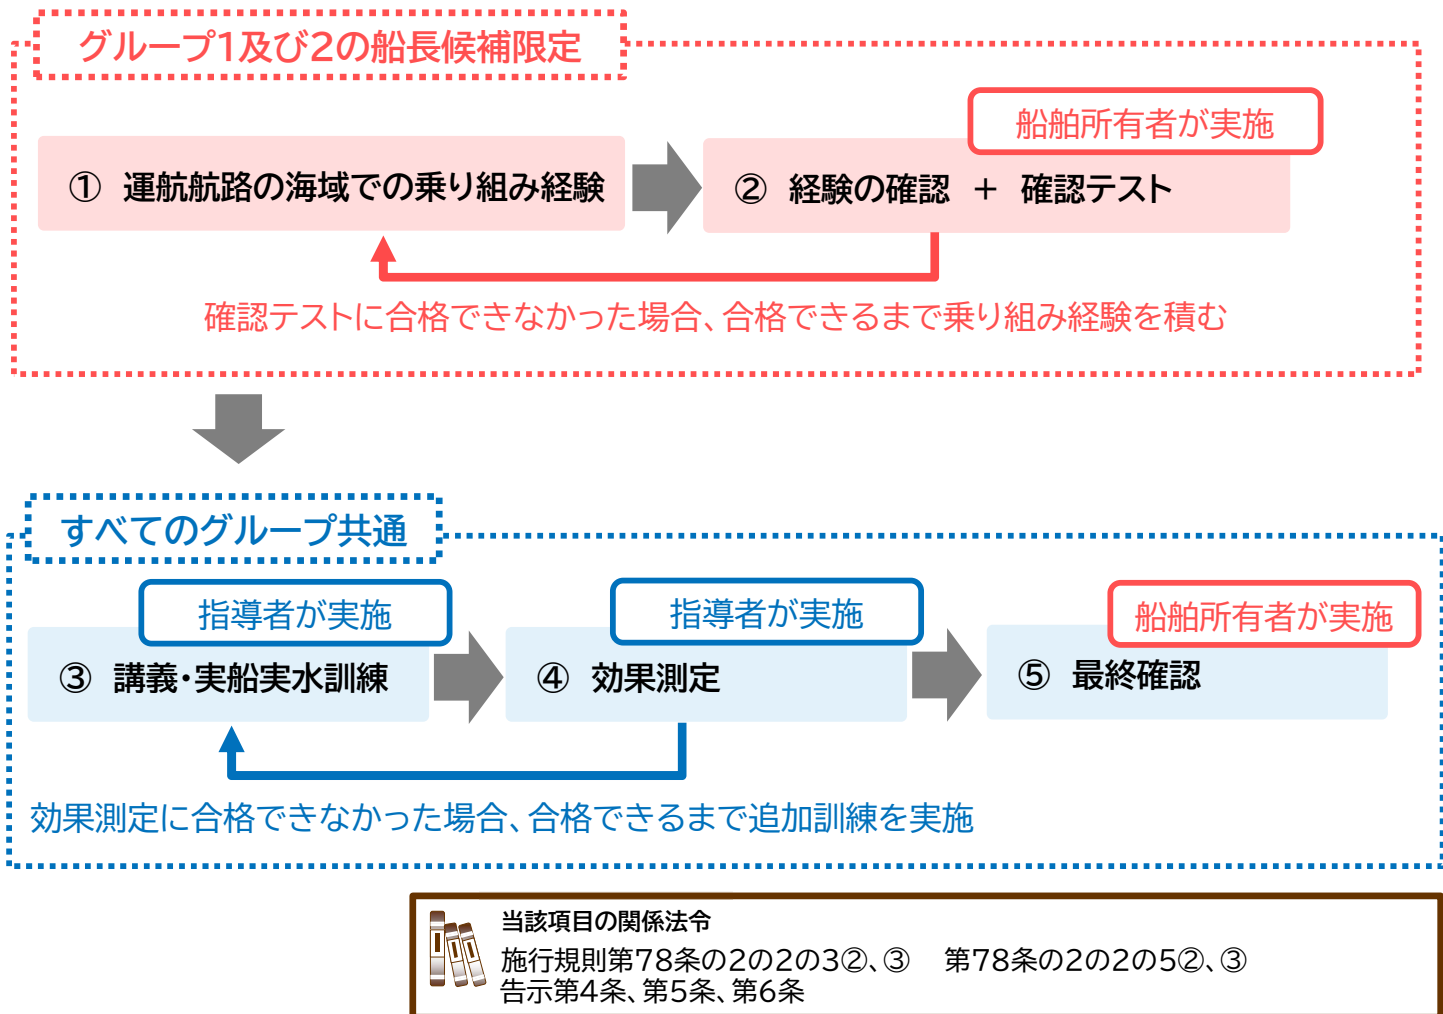 グループ1及び2の船長候補限定
船舶所有者が実施
① 運航航路の海域での乗り組み経験
② 経験の確認 + 確認テスト
確認テストに合格できなかった場合、合格できるまで乗り組み経験を積む
すべてのグループ共通
指導者が実施
指導者が実施
船舶所有者が実施
③ 講義・実船実水訓練
④ 効果測定
⑤ 最終確認
効果測定に合格できなかった場合、合格できるまで追加訓練を実施
当該項目の関係法令
施行規則第78条の2の2の3②、③ 第78条の2の2の5②、③
告示第4条、第5条、第6条